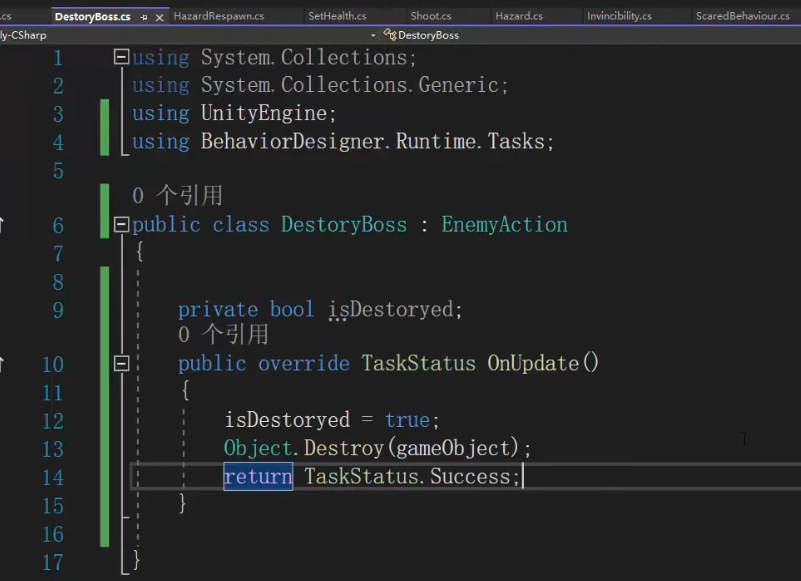 .cs DestoryBoss.cs HazardRespawn.cs SetHealth.cs Shoot.cs Hazard.cs Invincibility.cs ScaredBehaviour.cs
ly-CSharp DestoryBoss
1 using System.Collections;
2 using System.Collections.Generic;
3 using UnityEngine;
4 using BehaviorDesigner.Runtime.Tasks;
5
0 个引用
6 public class DestoryBoss : EnemyAction
7 {
8
9 private bool isDestoryed;
0 个引用
10 public override TaskStatus OnUpdate()
11 {
12 isDestoryed = true;
13 Object.Destroy(gameObject);
14 return TaskStatus.Success;
15 }
16
17 }